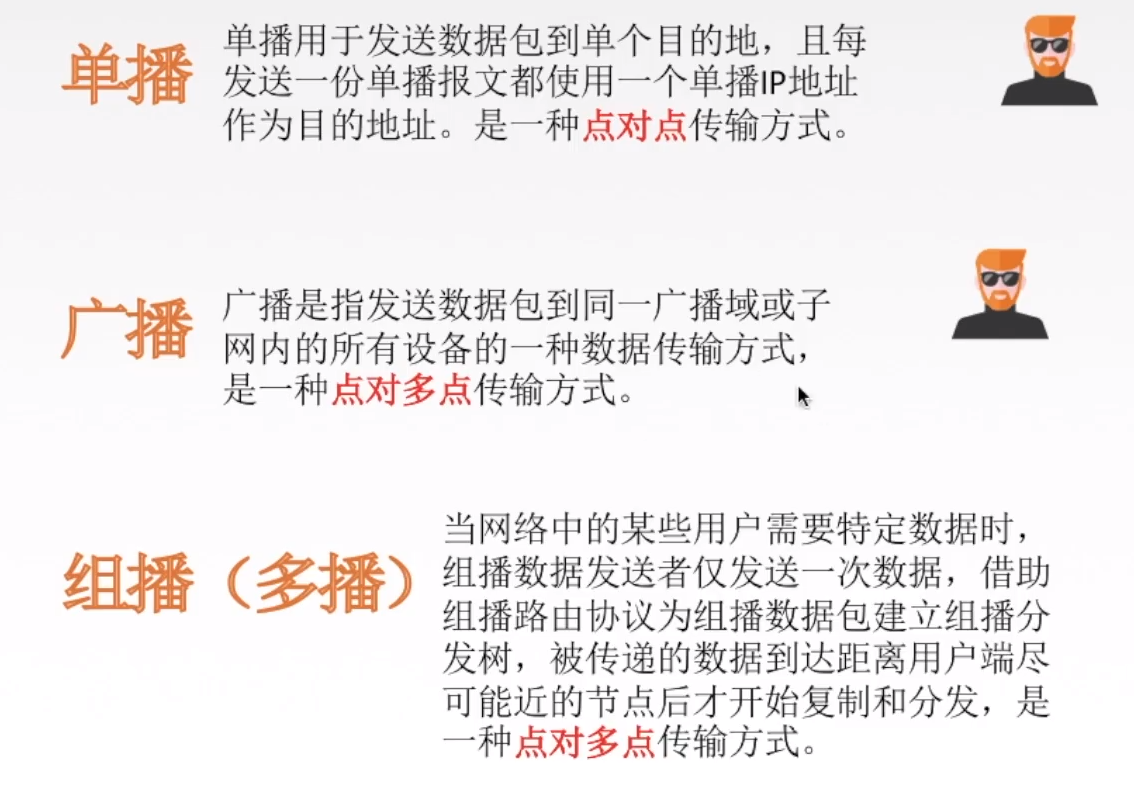 单播
单播用于发送数据包到单个目的地，且每
发送一份单播报文都使用一个单播IP地址
作为目的地址。是一种点对点传输方式。
广播
广播是指发送数据包到同一广播域或子
网内的所有设备的一种数据传输方式，
是一种点对多点传输方式。
组播（多播）
当网络中的某些用户需要特定数据时，
组播数据发送者仅发送一次数据，借助
组播路由协议为组播数据包建立组播分
发树，被传递的数据到达距离用户端尽
可能近的节点后才开始复制和分发，是
一种点对多点传输方式。